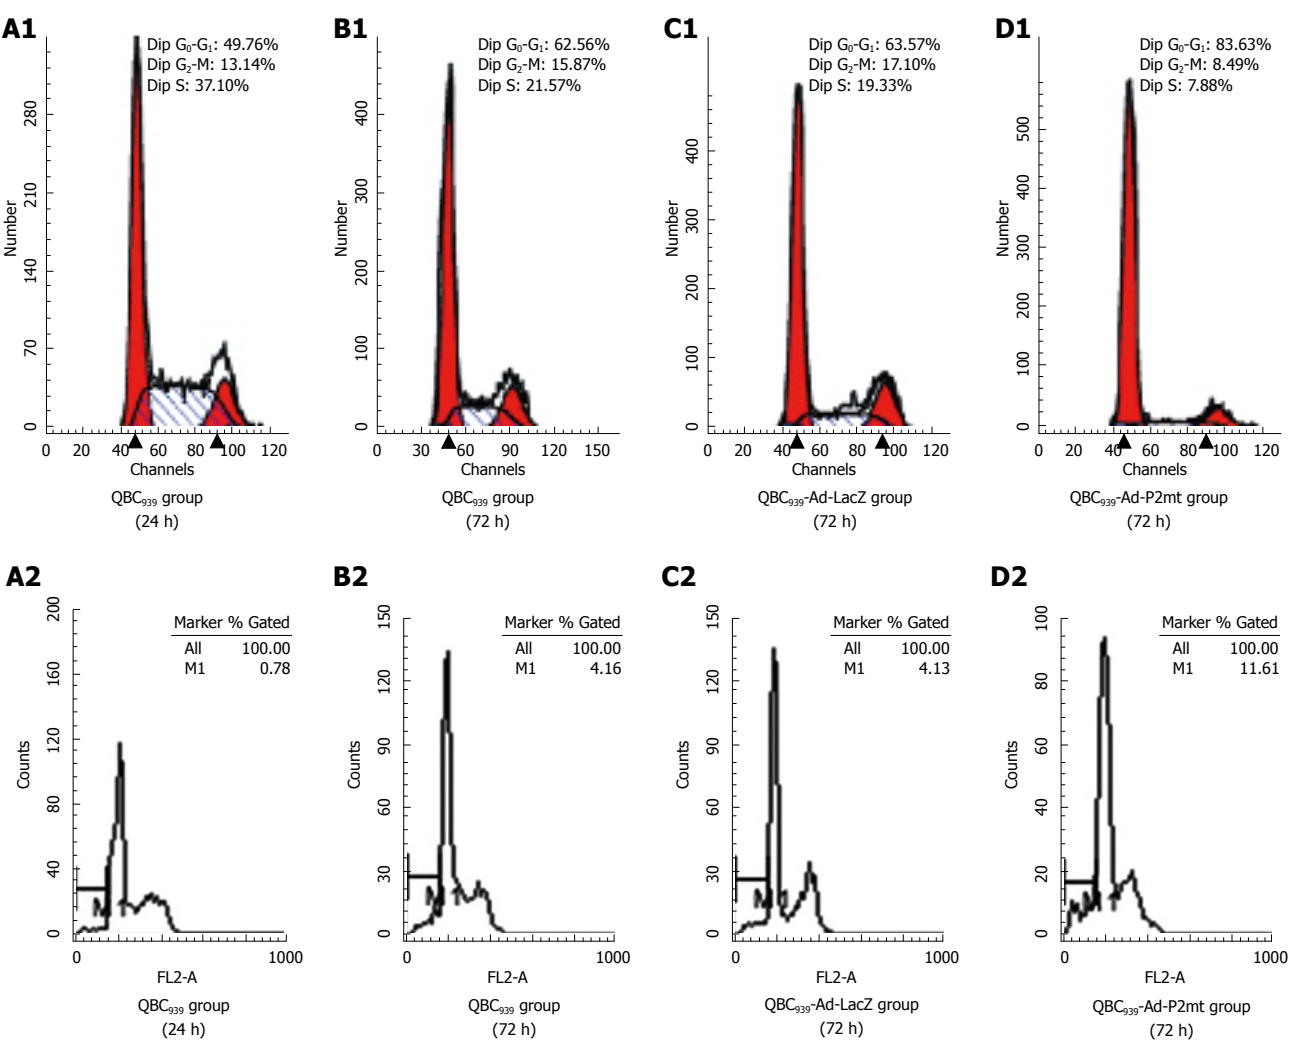 A1
Dip G₀-G₁: 49.76%
Dip G₂-M: 13.14%
Dip S: 37.10%
Number
280
210
140
70
0
0 20 40 60 80 100 120
Channels
QBC₉₃₉ group
(24 h)
B1
Dip G₀-G₁: 62.56%
Dip G₂-M: 15.87%
Dip S: 21.57%
Number
400
300
200
100
0
0 30 60 90 120 150
Channels
QBC₉₃₉ group
(72 h)
C1
Dip G₀-G₁: 63.57%
Dip G₂-M: 17.10%
Dip S: 19.33%
Number
400
300
200
100
0
0 20 40 60 80 100 120
Channels
QBC₉₃₉-Ad-LacZ group
(72 h)
D1
Dip G₀-G₁: 83.63%
Dip G₂-M: 8.49%
Dip S: 7.88%
Number
500
400
300
200
100
0
0 20 40 60 80 100 120
Channels
QBC₉₃₉-Ad-P2mt group
(72 h)
A2
Marker % Gated
All 100.00
M1 0.78
Counts
200
160
120
80
40
0
0 1000
FL2-A
QBC₉₃₉ group
(24 h)
B2
Marker % Gated
All 100.00
M1 4.16
Counts
150
120
90
60
30
0
0 1000
FL2-A
QBC₉₃₉ group
(72 h)
C2
Marker % Gated
All 100.00
M1 4.13
Counts
150
120
90
60
30
0
0 1000
FL2-A
QBC₉₃₉-Ad-LacZ group
(72 h)
D2
Marker % Gated
All 100.00
M1 11.61
Counts
100
80
60
40
20
0
0 1000
FL2-A
QBC₉₃₉-Ad-P2mt group
(72 h)